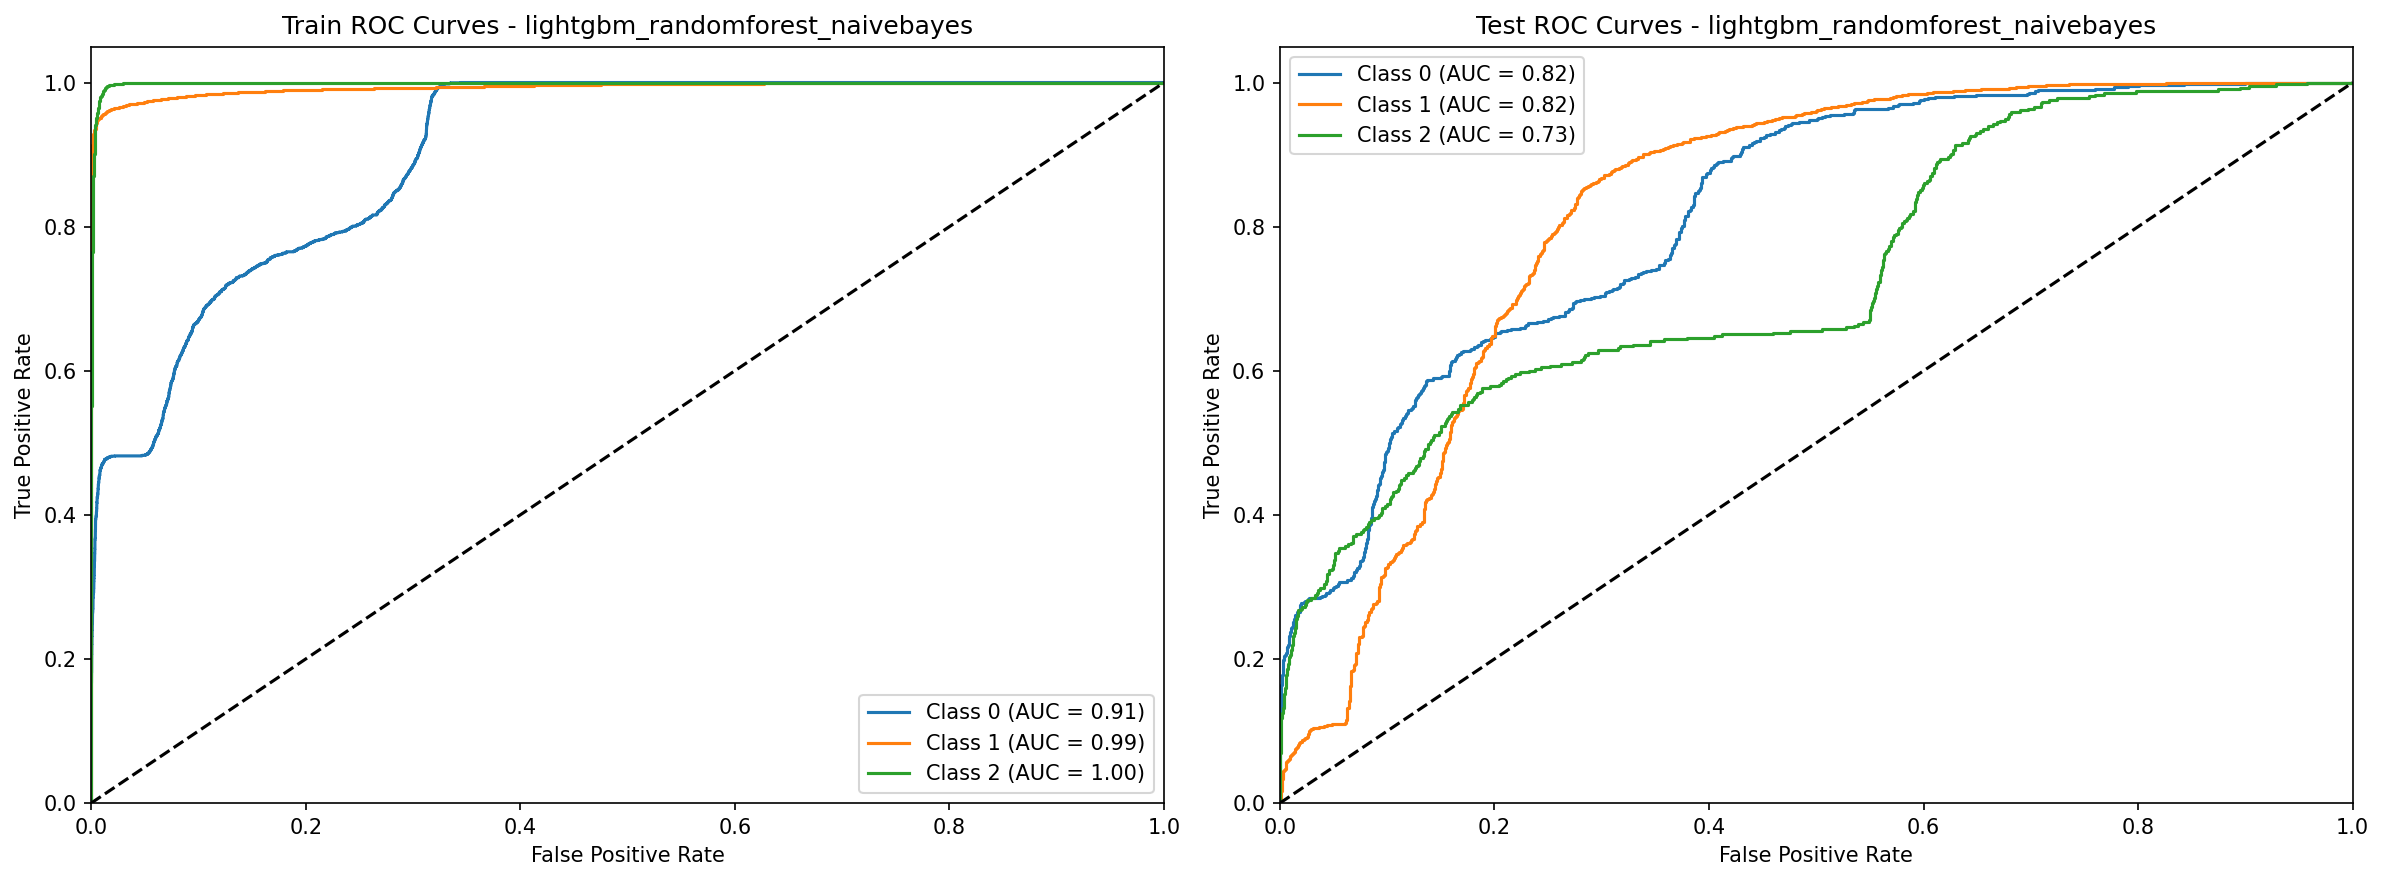 Train ROC Curves - lightgbm_randomforest_naivebayes
True Positive Rate
1.0
0.8
0.6
0.4
0.2
0.0
0.0 0.2 0.4 0.6 0.8 1.0
False Positive Rate
Class 0 (AUC = 0.91)
Class 1 (AUC = 0.99)
Class 2 (AUC = 1.00)
Test ROC Curves - lightgbm_randomforest_naivebayes
Class 0 (AUC = 0.82)
Class 1 (AUC = 0.82)
Class 2 (AUC = 0.73)
True Positive Rate
1.0
0.8
0.6
0.4
0.2
0.0
0.0 0.2 0.4 0.6 0.8 1.0
False Positive Rate